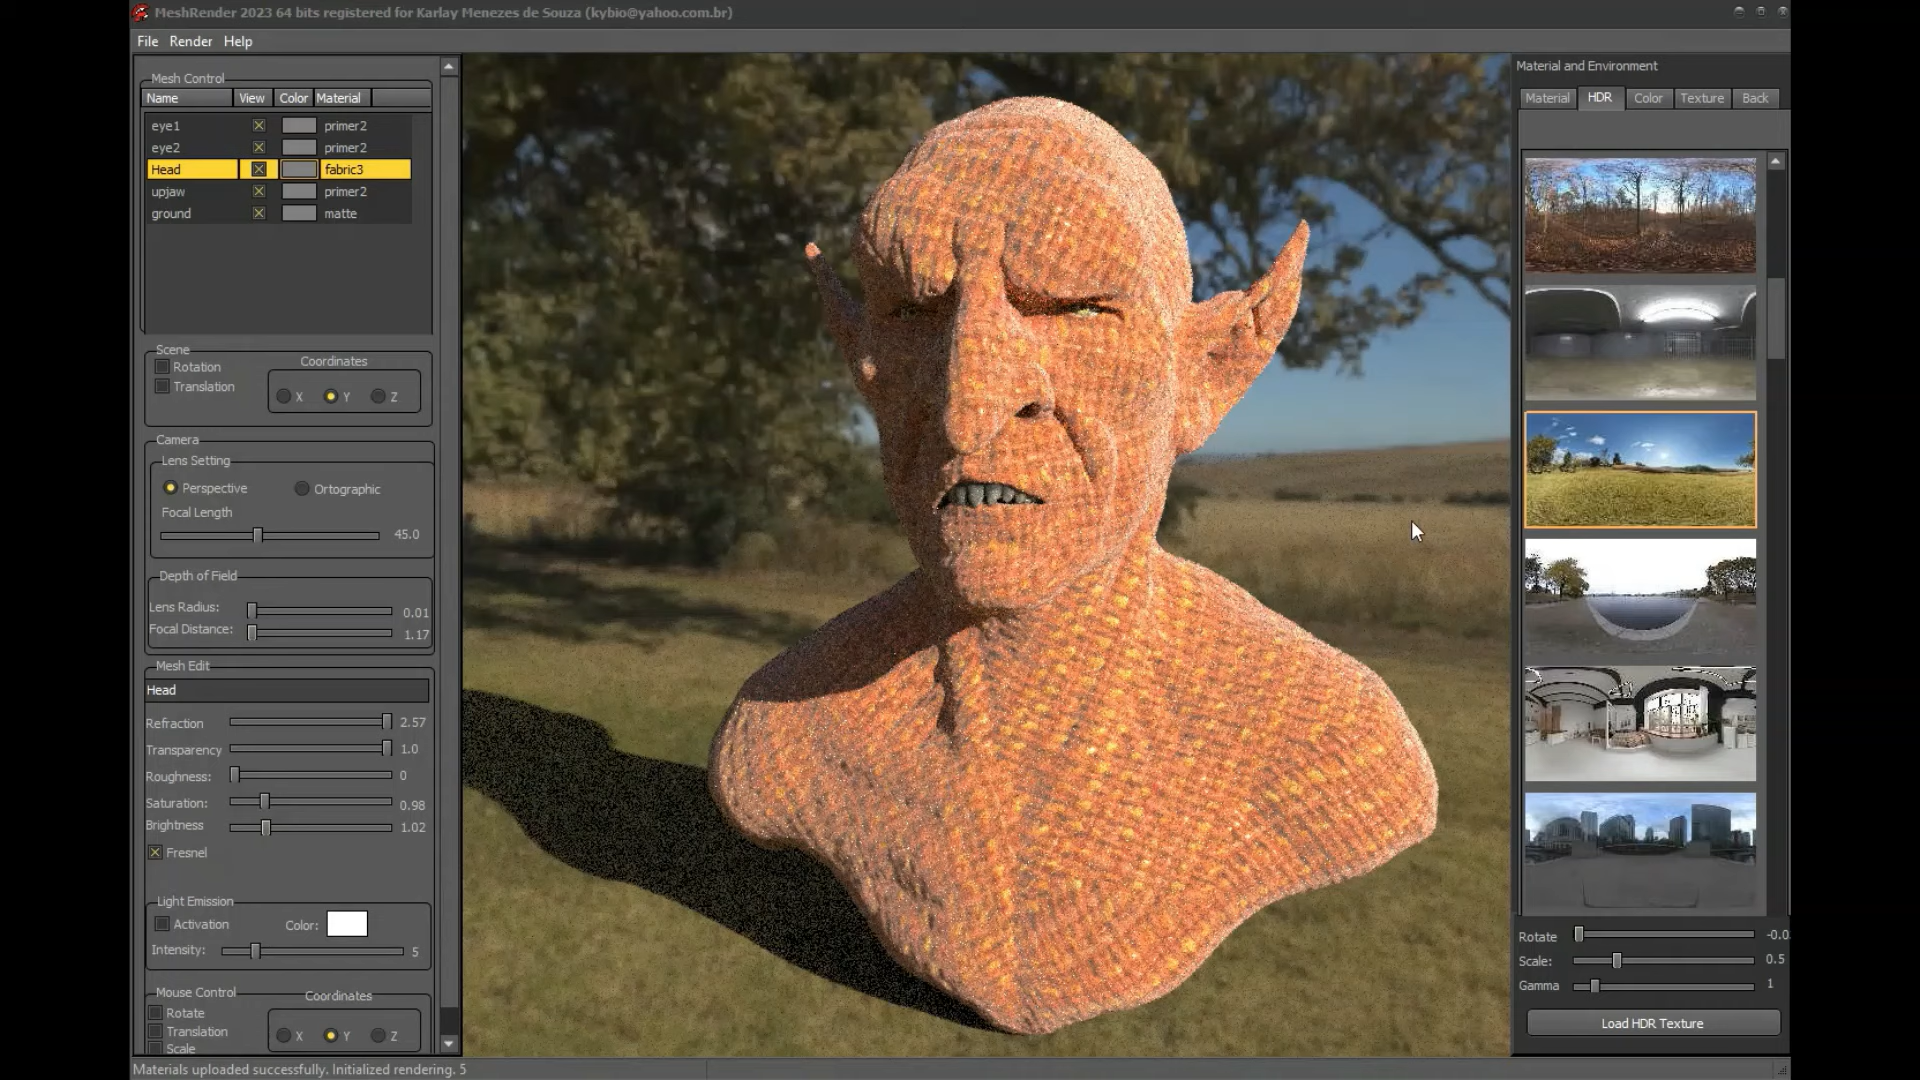 MeshRender 2023 64 bits registered for Karlay Menezes de Souza (kybio@yahoo.com.br)
File Render Help
Mesh Control
Name View Color Material
eye1 primer2
eye2 primer2
Head fabric3
upjaw primer2
ground matte
Scene
Rotation
Translation
Coordinates
X Y Z
Camera
Lens Setting
Perspective Ortographic
Focal Length
45.0
Depth of Field
Lens Radius: 0.01
Focal Distance: 1.17
Mesh Edit
Head
Refraction 2.57
Transparency 1.0
Roughness: 0
Saturation: 0.98
Brightness 1.02
Fresnel
Light Emission
Activation Color:
Intensity: 5
Mouse Control
Rotate
Translation
Scale
Coordinates
X Y Z
Materials uploaded successfully. Initialized rendering. 5
Material and Environment
Material HDR Color Texture Back
Rotate -0.0
Scale: 0.5
Gamma 1
Load HDR Texture